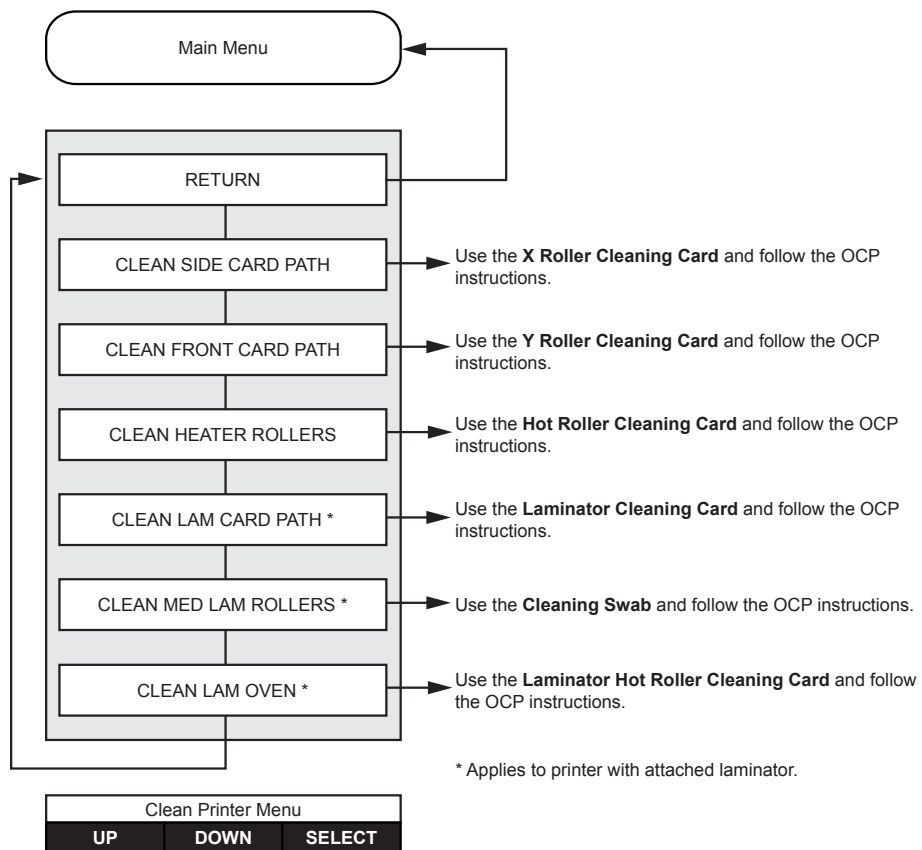 Main Menu
RETURN
CLEAN SIDE CARD PATH
Use the X Roller Cleaning Card and follow the OCP
instructions.
CLEAN FRONT CARD PATH
Use the Y Roller Cleaning Card and follow the OCP
instructions.
CLEAN HEATER ROLLERS
Use the Hot Roller Cleaning Card and follow the OCP
instructions.
CLEAN LAM CARD PATH *
Use the Laminator Cleaning Card and follow the OCP
instructions.
CLEAN MED LAM ROLLERS *
Use the Cleaning Swab and follow the OCP instructions.
CLEAN LAM OVEN *
Use the Laminator Hot Roller Cleaning Card and follow
the OCP instructions.
* Applies to printer with attached laminator.
Clean Printer Menu
UP DOWN SELECT